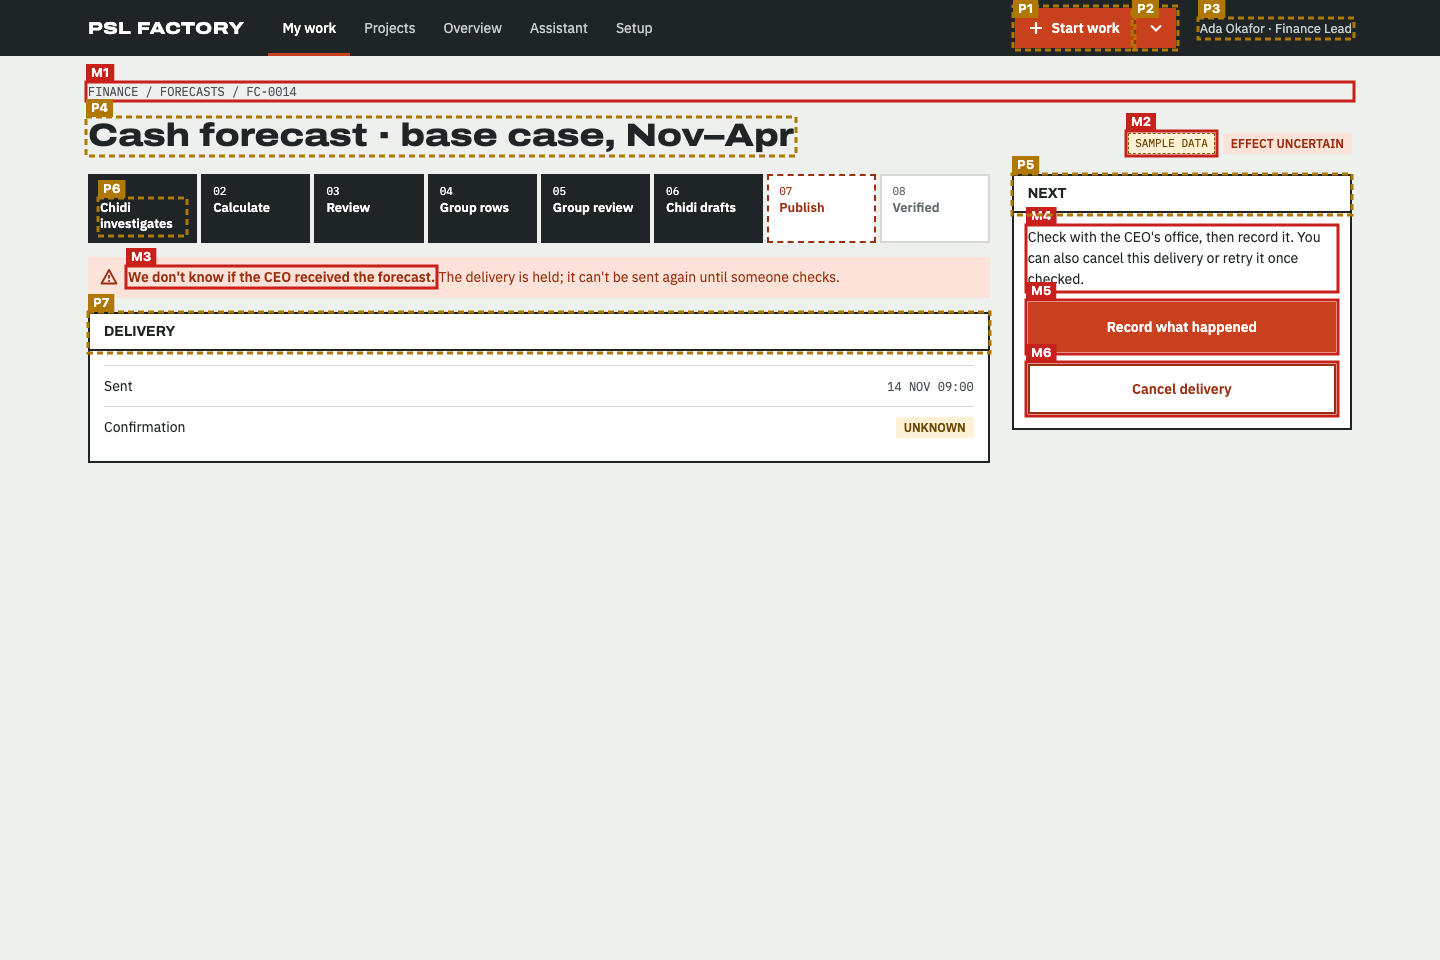 PSL FACTORY
My work
Projects
Overview
Assistant
Setup
P1
P2
Start work
P3
Ada Okafor · Finance Lead
M1
FINANCE / FORECASTS / FC-0014
P4
Cash forecast · base case, Nov–Apr
M2
SAMPLE DATA
EFFECT UNCERTAIN
P6
Chidi
investigates
02
Calculate
03
Review
04
Group rows
05
Group review
06
Chidi drafts
07
Publish
08
Verified
M3
We don't know if the CEO received the forecast. The delivery is held; it can't be sent again until someone checks.
P7
DELIVERY
Sent
14 NOV 09:00
Confirmation
UNKNOWN
P5
NEXT
M4
Check with the CEO's office, then record it. You
can also cancel this delivery or retry it once
checked.
M5
Record what happened
M6
Cancel delivery